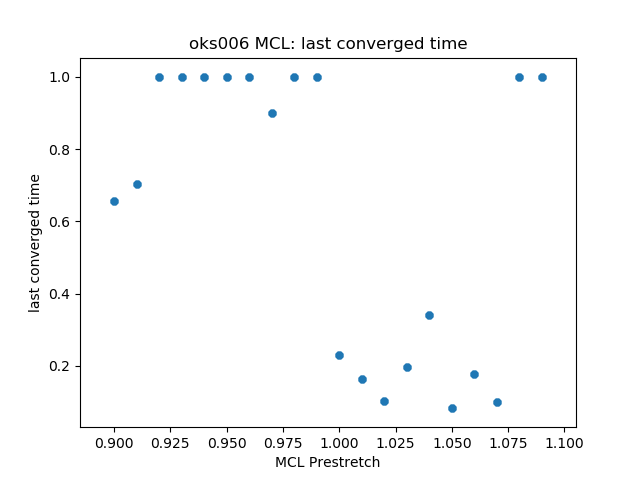 oks006 MCL: last converged time
1.0
0.8
0.6
0.4
0.2
last converged time
0.900 0.925 0.950 0.975 1.000 1.025 1.050 1.075 1.100
MCL Prestretch